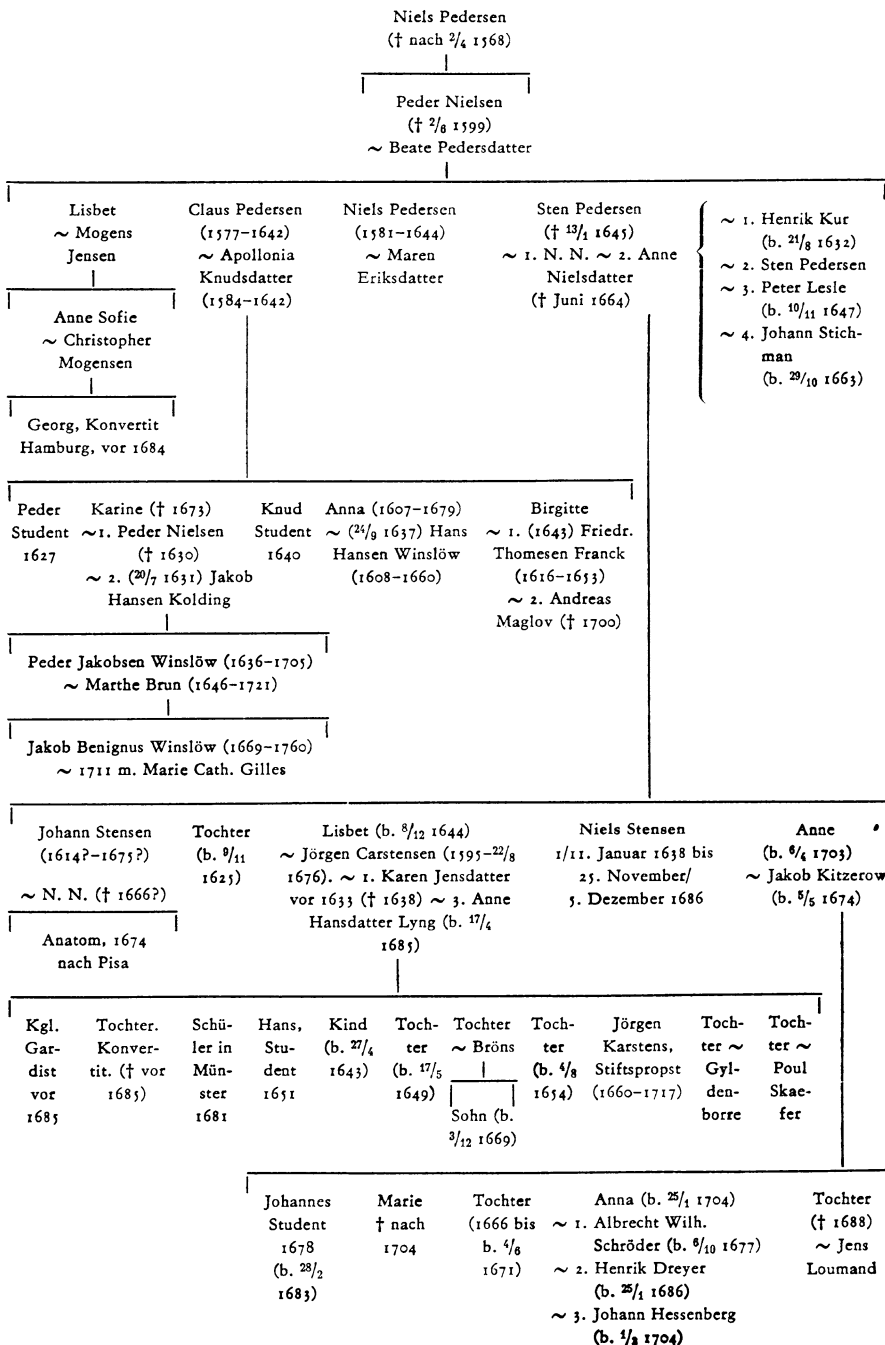 Niels Pedersen
(† nach 2/4 1568)
Peder Nielsen
(† 2/6 1599)
~ Beate Pedersdatter
Lisbet
~ Mogens
Jensen
Anne Sofie
~ Christopher
Mogensen
Georg, Konvertit
Hamburg, vor 1684
Claus Pedersen
(1577–1642)
~ Apollonia
Knudsdatter
(1584–1642)
Niels Pedersen
(1581–1644)
~ Maren
Eriksdatter
Sten Pedersen
(† 13/1 1645)
~ 1. N. N. ~ 2. Anne
Nielsdatter
(† Juni 1664)
~ 1. Henrik Kur
(b. 21/8 1632)
~ 2. Sten Pedersen
~ 3. Peter Lesle
(b. 10/11 1647)
~ 4. Johann Stich-
man
(b. 29/10 1663)
Peder
Student
1627
Karine († 1673)
~1. Peder Nielsen
(† 1630)
~ 2. (20/7 1631) Jakob
Hansen Kolding
Knud
Student
1640
Anna (1607–1679)
~ (24/9 1637) Hans
Hansen Winslöw
(1608–1660)
Birgitte
~ 1. (1643) Friedr.
Thomesen Franck
(1616–1653)
~ 2. Andreas
Maglov († 1700)
Peder Jakobsen Winslöw (1636–1705)
~ Marthe Brun (1646–1721)
Jakob Benignus Winslöw (1669–1760)
~ 1711 m. Marie Cath. Gilles
Johann Stensen
(1614?–1675?)
~ N. N. († 1666?)
Anatom, 1674
nach Pisa
Tochter
(b. 9/11
1625)
Lisbet (b. 8/12 1644)
~ Jörgen Carstensen (1595–22/8
1676). ~ 1. Karen Jensdatter
vor 1633 († 1638) ~ 3. Anne
Hansdatter Lyng (b. 17/4
1685)
Niels Stensen
1/11. Januar 1638 bis
25. November/
5. Dezember 1686
Anne
(b. 6/4 1703)
~ Jakob Kitzerow
(b. 5/5 1674)
Kgl.
Gar-
dist
vor
1685
Tochter.
Konver-
tit. († vor
1685)
Schü-
ler in
Mün-
ster
1681
Hans,
Stu-
dent
1651
Kind
(b. 27/4
1643)
Toch-
ter
(b. 17/5
1649)
Tochter
~ Bröns
Sohn (b.
3/12 1669)
Toch-
ter
(b. 4/8
1654)
Jörgen
Karstens,
Stiftspropst
(1660–1717)
Toch-
ter ~
Gyl-
den-
borre
Toch-
ter ~
Poul
Skae-
fer
Johannes
Student
1678
(b. 28/2
1683)
Marie
† nach
1704
Tochter
(1666 bis
b. 4/6
1671)
Anna (b. 25/1 1704)
~ 1. Albrecht Wilh.
Schröder (b. 6/10 1677)
~ 2. Henrik Dreyer
(b. 25/1 1686)
~ 3. Johann Hessenberg
(b. 1/2 1704)
Tochter
(† 1688)
~ Jens
Loumand